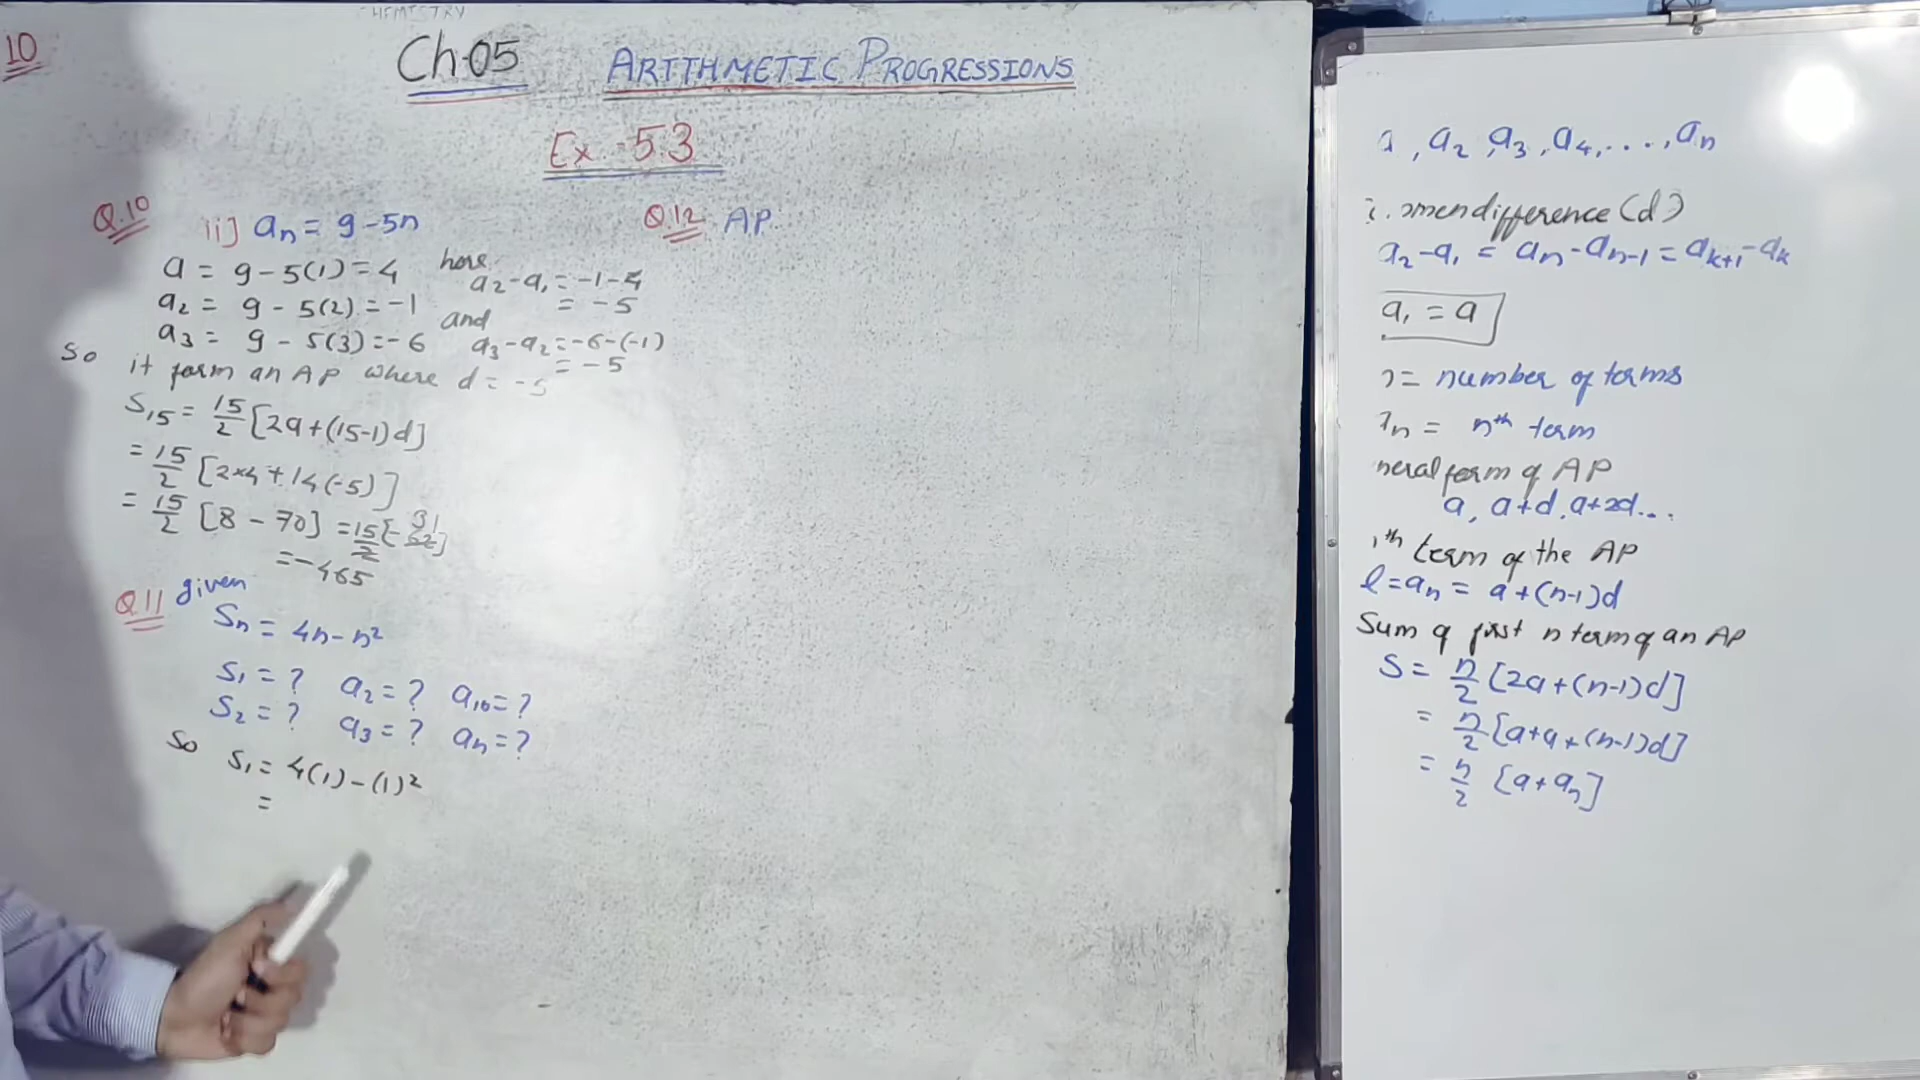 CHEMISTRY
10
Ch-05 ARITHMETIC PROGRESSIONS
Ex - 5.3
Q.10 ii] aₙ = 9 - 5n
a = 9 - 5(1) = 4
a₂ = 9 - 5(2) = -1
a₃ = 9 - 5(3) = -6
here
a₂ - a₁ = -1 - 4
= -5
and
a₃ - a₂ = -6 - (-1)
= -5
So it form an AP where d = -5
S₁₅ = 15/2 [2a + (15-1)d]
= 15/2 [2×4 + 14(-5)]
= 15/2 [8 - 70] = 15/2 [-62] 31
= -465
Q.11 given
Sₙ = 4n - n²
S₁ = ? a₂ = ? a₁₀ = ?
S₂ = ? a₃ = ? aₙ = ?
So S₁ = 4(1) - (1)²
=
Q.12 AP
a, a₂, a₃, a₄, . . . , aₙ
difference (d)
a₂ - a₁ = aₙ - aₙ₋₁ = aₖ₊₁ - aₖ
a₁ = a
= number of terms
= nᵗʰ term
form of AP
a, a+d, a+2d...
term of the AP
l = aₙ = a + (n-1)d
Sum of first n term of an AP
S = n/2 [2a + (n-1)d]
= n/2 [a + a + (n-1)d]
= n/2 [a + aₙ]